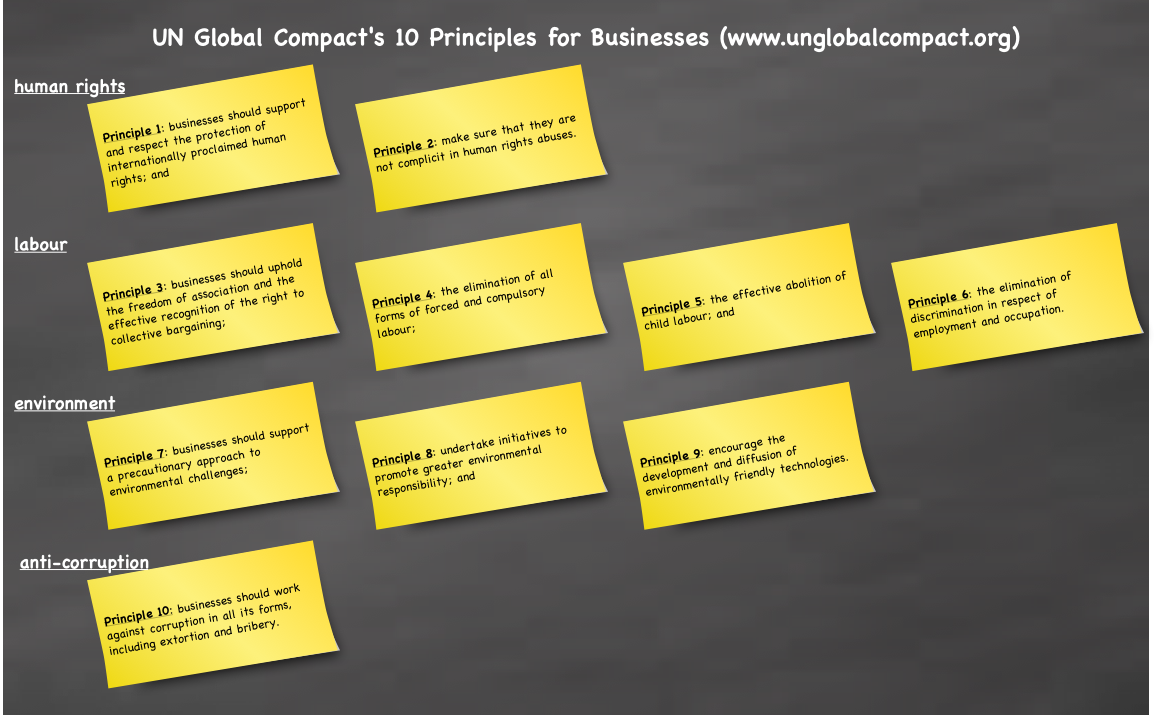 UN Global Compact's 10 Principles for Businesses (www.unglobalcompact.org)
human rights
Principle 1: businesses should support
and respect the protection of
internationally proclaimed human
rights; and
Principle 2: make sure that they are
not complicit in human rights abuses.
labour
Principle 3: businesses should uphold
the freedom of association and the
effective recognition of the right to
collective bargaining;
Principle 4: the elimination of all
forms of forced and compulsory
labour;
Principle 5: the effective abolition of
child labour; and
Principle 6: the elimination of
discrimination in respect of
employment and occupation.
environment
Principle 7: businesses should support
a precautionary approach to
environmental challenges;
Principle 8: undertake initiatives to
promote greater environmental
responsibility; and
Principle 9: encourage the
development and diffusion of
environmentally friendly technologies.
anti-corruption
Principle 10: businesses should work
against corruption in all its forms,
including extortion and bribery.